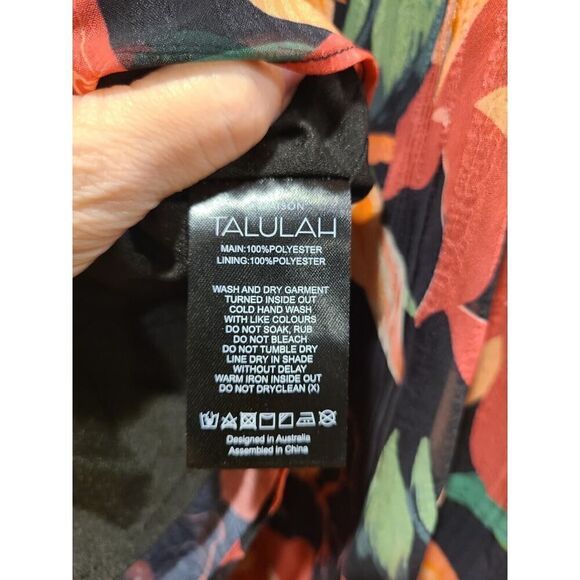 TALULAH
MAIN:100%POLYESTER
LINING:100%POLYESTER
WASH AND DRY GARMENT
TURNED INSIDE OUT
COLD HAND WASH
WITH LIKE COLOURS
DO NOT SOAK, RUB
DO NOT BLEACH
DO NOT TUMBLE DRY
LINE DRY IN SHADE
WITHOUT DELAY
WARM IRON INSIDE OUT
DO NOT DRYCLEAN (X)
Designed in Australia
Assembled in China